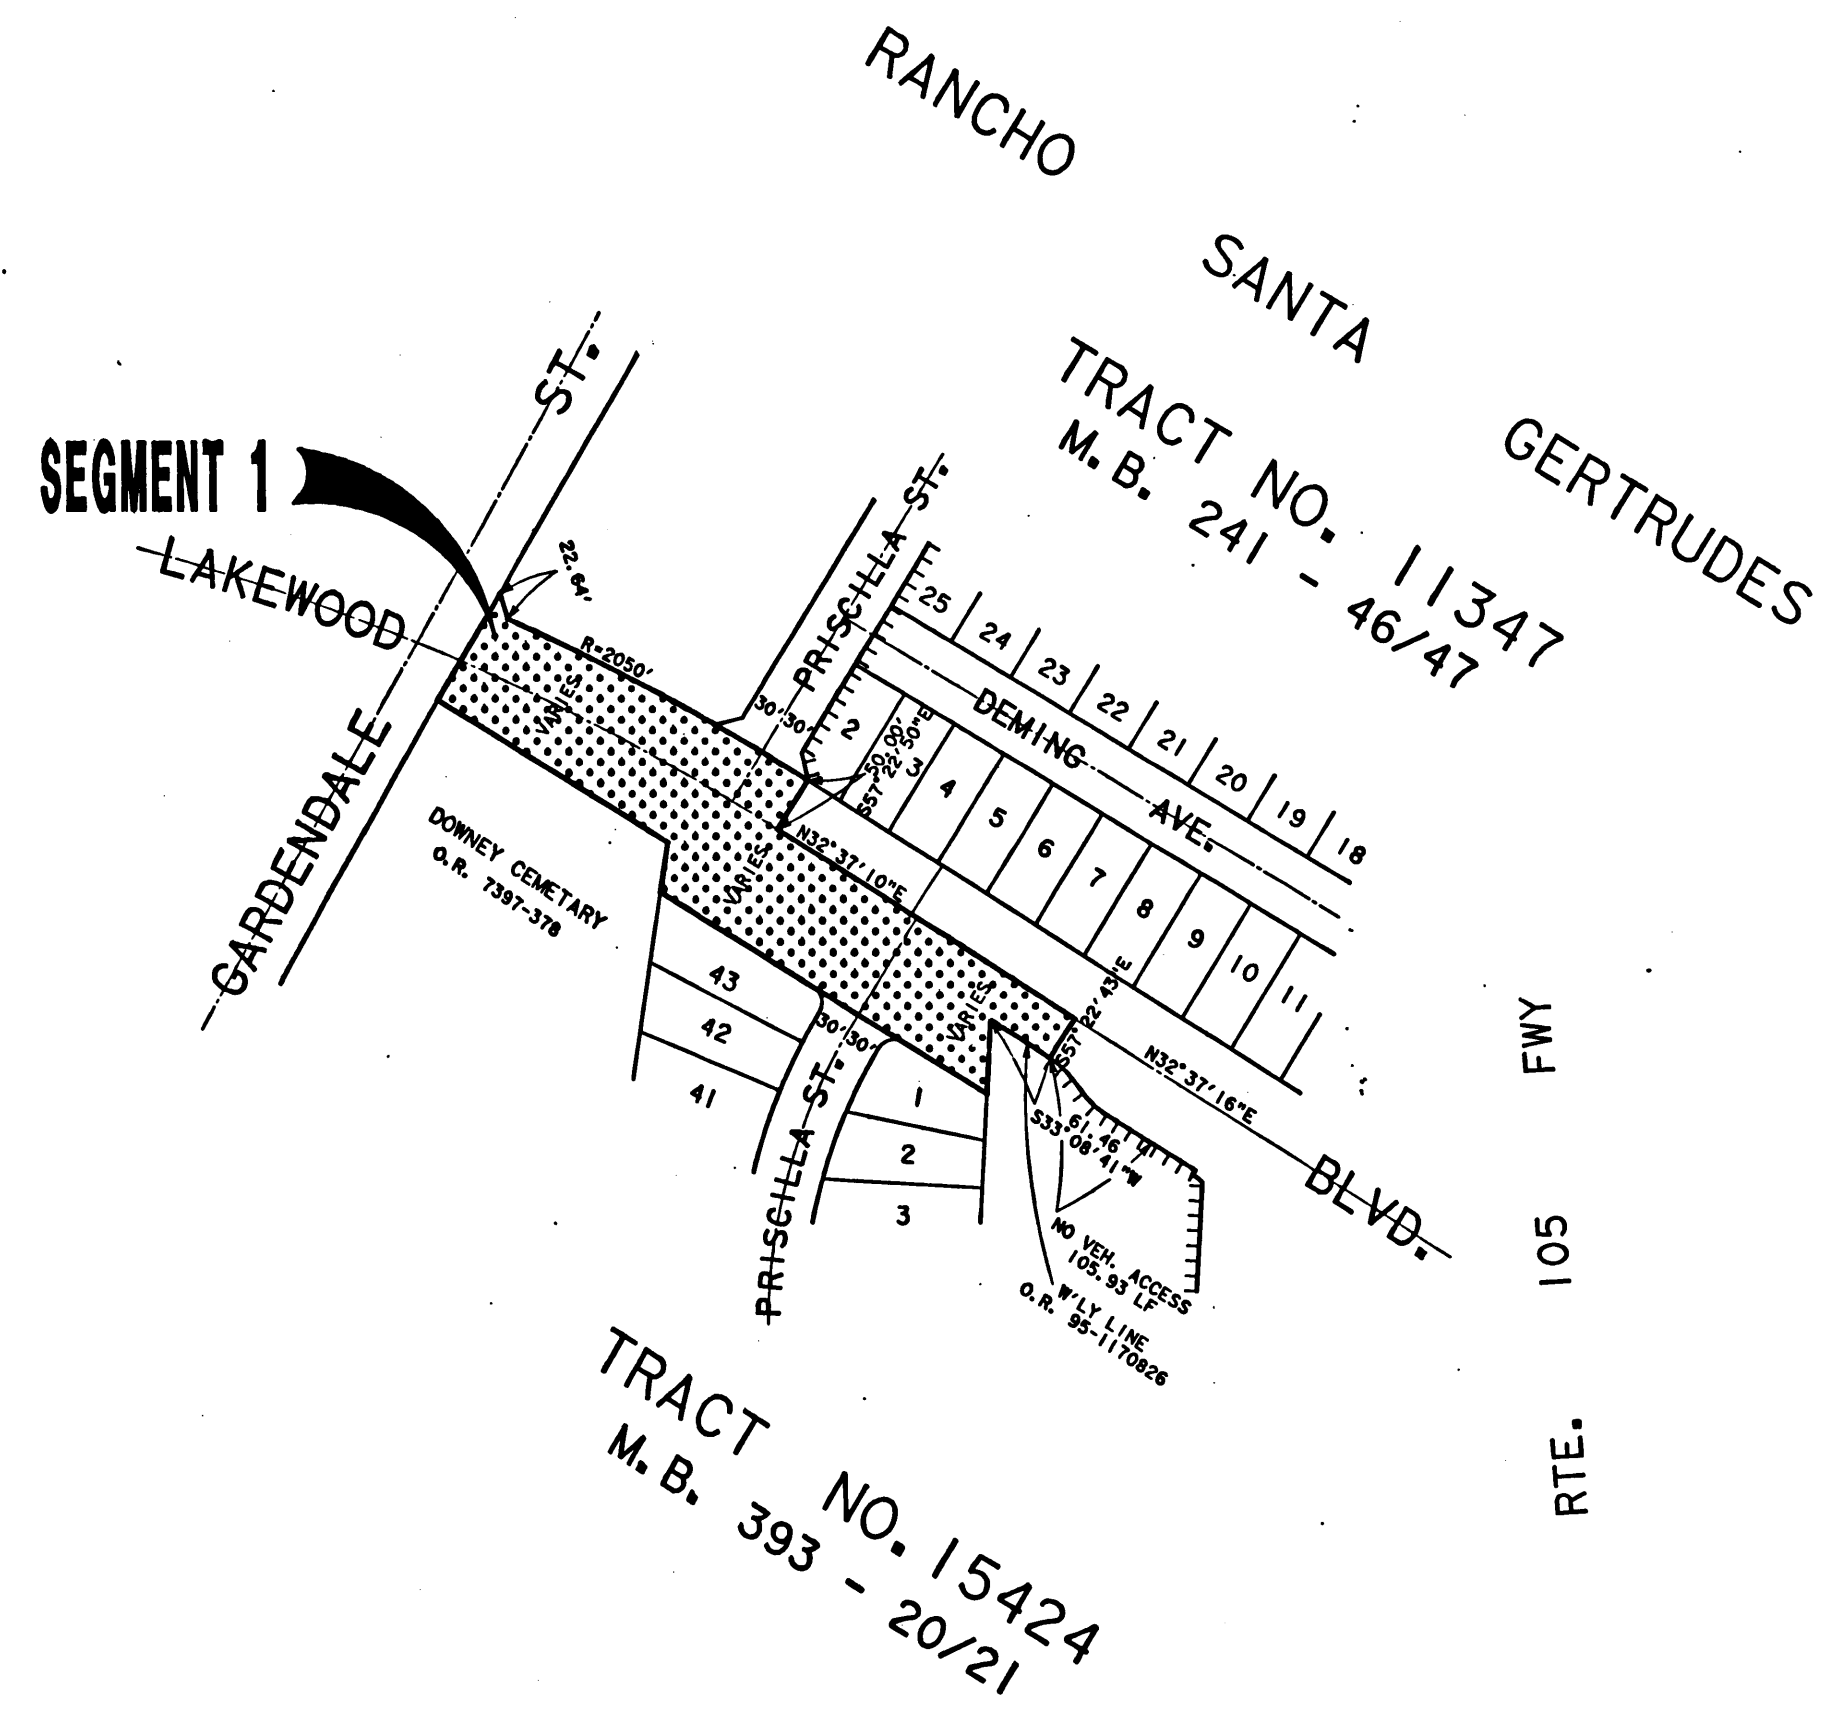 RANCHO
SANTA
GERTRUDES
TRACT NO. 11347
M.B. 241 - 46/47
ST.
SEGMENT 1
LAKEWOOD
22.64'
R=2050'
VARIES
PRISCILLA ST.
30' 30'
25
24
23
22
21
20
19
18
DEMING AVE.
2
3
4
5
6
7
8
9
10
11
50.00'
S57°22'50"E
N32°37'10"E
GARDENDALE
DOWNEY CEMETARY
O.R. 7397-378
VARIES
VARIES
43
42
41
30' 30'
PRISCILLA ST.
1
2
3
S57°22'43"E
N32°37'16"E
BLVD.
61.46
S33°08'41"W
NO VEH. ACCESS
105.93 LF
W'LY LINE
O.R. 95-1170826
RTE. 105 FWY
TRACT NO. 15424
M.B. 393 - 20/21